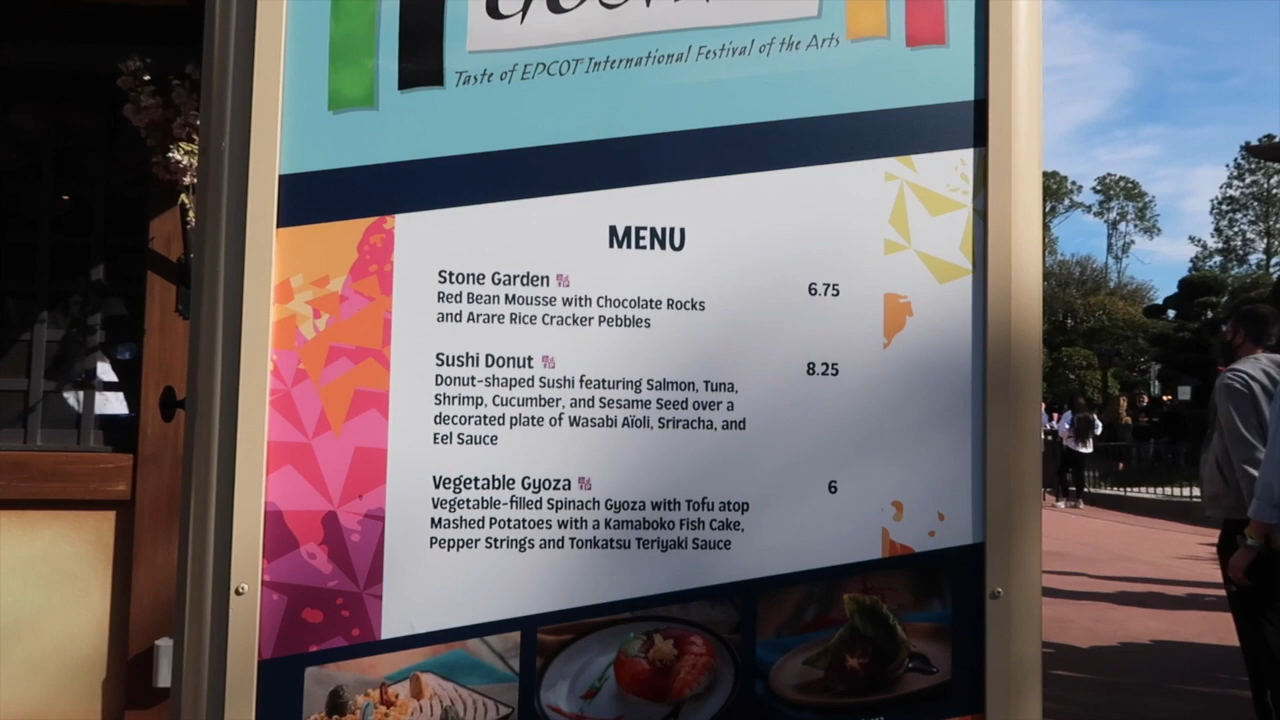 Taste of EPCOT International Festival of the Arts
MENU
Stone Garden
6.75
Red Bean Mousse with Chocolate Rocks
and Arare Rice Cracker Pebbles
Sushi Donut
8.25
Donut-shaped Sushi featuring Salmon, Tuna,
Shrimp, Cucumber, and Sesame Seed over a
decorated plate of Wasabi Aïoli, Sriracha, and
Eel Sauce
Vegetable Gyoza
6
Vegetable-filled Spinach Gyoza with Tofu atop
Mashed Potatoes with a Kamaboko Fish Cake,
Pepper Strings and Tonkatsu Teriyaki Sauce